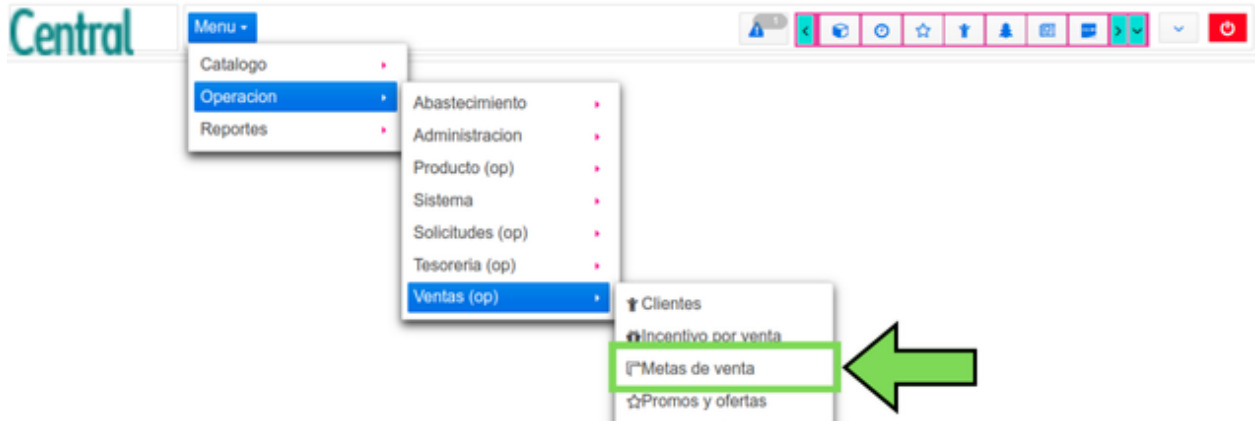 Central
Menu
1
Catalogo
Operacion
Reportes
Abastecimiento
Administracion
Producto (op)
Sistema
Solicitudes (op)
Tesoreria (op)
Ventas (op)
Clientes
Incentivo por venta
Metas de venta
Promos y ofertas